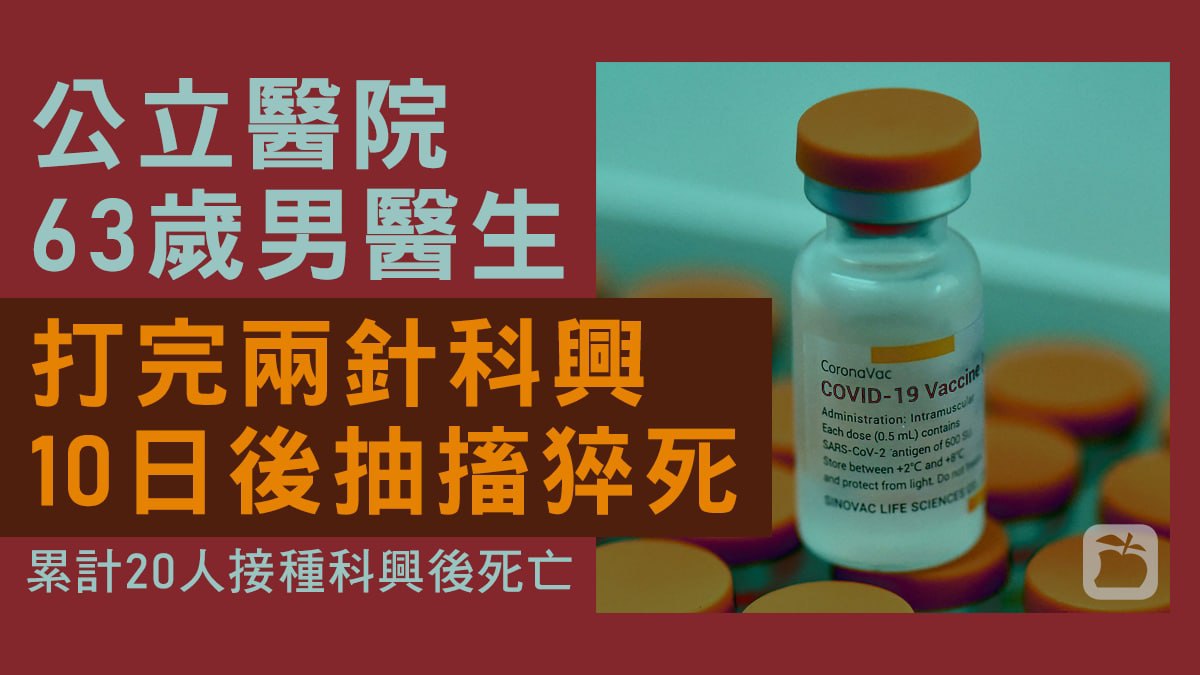 公立醫院
63歲男醫生
打完兩針科興
10日後抽搐猝死
累計20人接種科興後死亡
CoronaVac
COVID-19 Vaccine
Administration: Intramuscular
Each dose (0.5 mL) contains
SARS-CoV-2 antigen of 600 SU
Store between +2°C and +8°C
and protect from light. Do not
SINOVAC LIFE SCIENCES